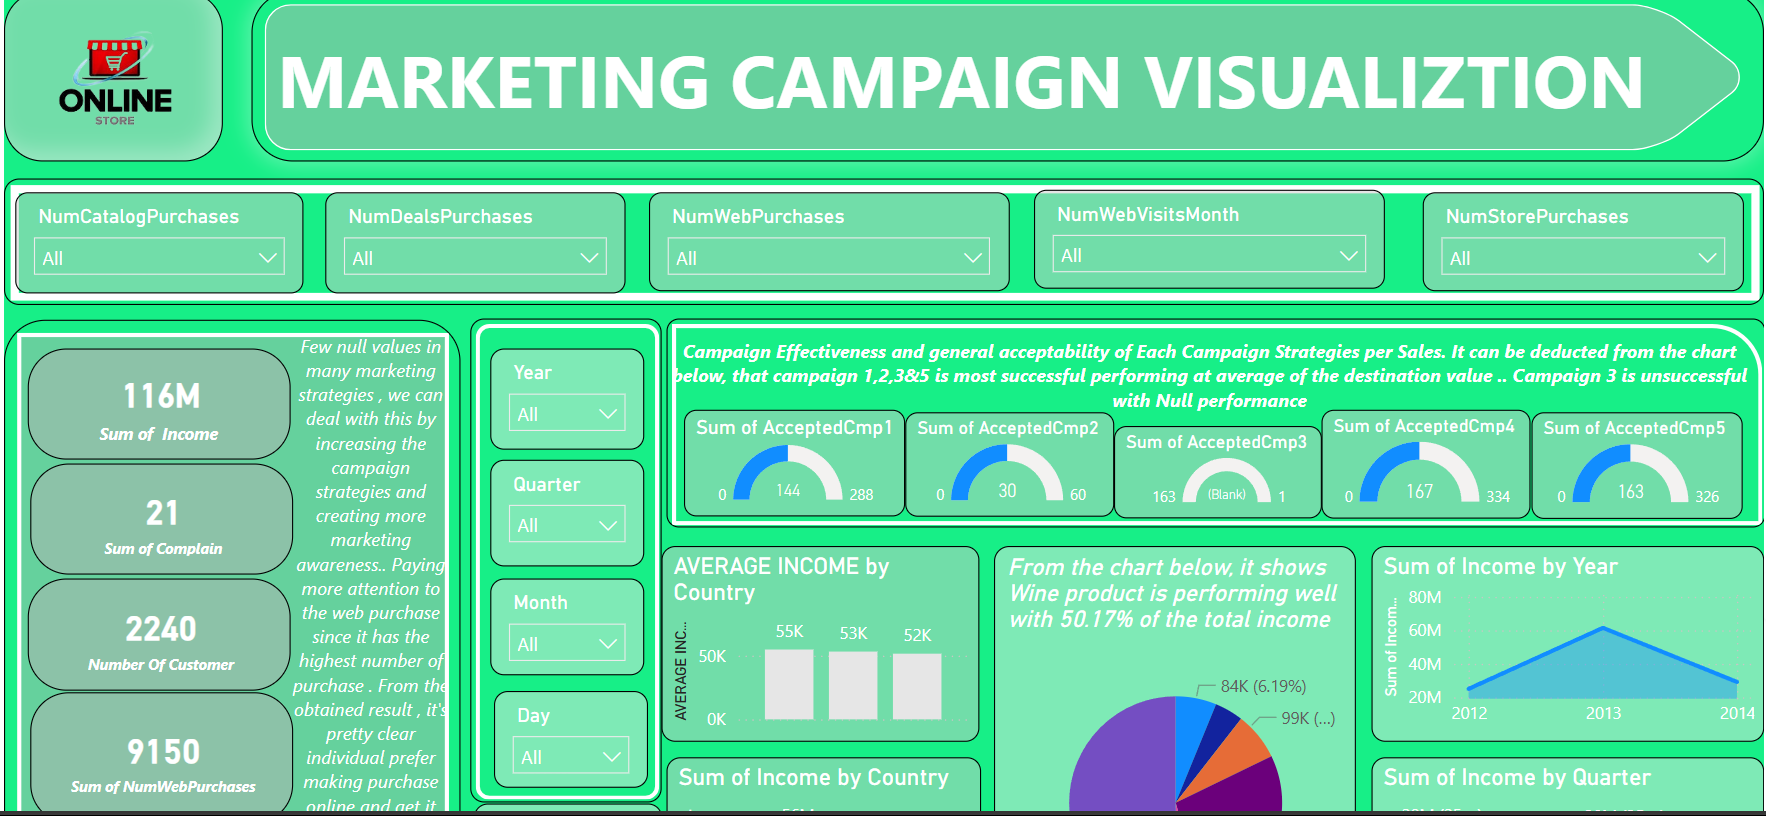 ONLINE
STORE
MARKETING CAMPAIGN VISUALIZTION
NumCatalogPurchases
All
NumDealsPurchases
All
NumWebPurchases
All
NumWebVisitsMonth
All
NumStorePurchases
All
116M
Sum of Income
21
Sum of Complain
2240
Number Of Customer
9150
Sum of NumWebPurchases
Few null values in
many marketing
strategies , we can
deal with this by
increasing the
campaign
strategies and
creating more
marketing
awareness.. Paying
more attention to
the web purchase
since it has the
highest number of
purchase . From the
obtained result , it's
pretty clear
individual prefer
making purchase
online and get it
Year
All
Quarter
All
Month
All
Day
All
Campaign Effectiveness and general acceptability of Each Campaign Strategies per Sales. It can be deducted from the chart
below, that campaign 1,2,3&5 is most successful performing at average of the destination value .. Campaign 3 is unsuccessful
with Null performance
Sum of AcceptedCmp1
0 144 288
Sum of AcceptedCmp2
0 30 60
Sum of AcceptedCmp3
163 (Blank) 1
Sum of AcceptedCmp4
0 167 334
Sum of AcceptedCmp5
0 163 326
AVERAGE INCOME by
Country
AVERAGE INC...
50K
0K
55K 53K 52K
Sum of Income by Country
From the chart below, it shows
Wine product is performing well
with 50.17% of the total income
84K (6.19%)
99K (...)
Sum of Income by Year
Sum of Incom...
80M
60M
40M
20M
2012 2013 2014
Sum of Income by Quarter